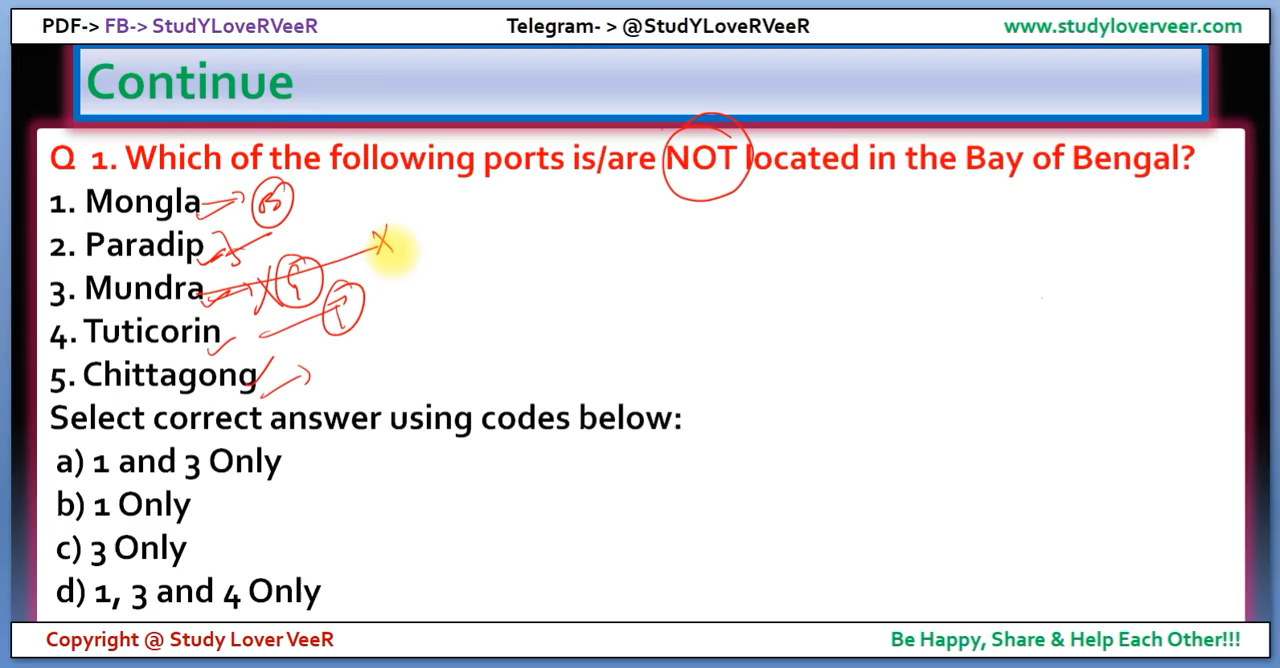 PDF-> FB-> StudYLoveRVeeR Telegram- > @StudYLoveRVeeR www.studyloverveer.com
Continue
Q 1. Which of the following ports is/are NOT located in the Bay of Bengal?
1. Mongla
2. Paradip
3. Mundra
4. Tuticorin
5. Chittagong
Select correct answer using codes below:
a) 1 and 3 Only
b) 1 Only
c) 3 Only
d) 1, 3 and 4 Only
Copyright @ Study Lover VeeR Be Happy, Share & Help Each Other!!!